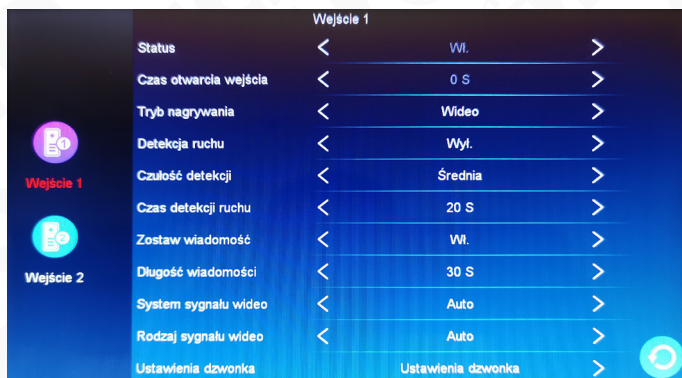 Wejście 1
Status < Wł. >
Czas otwarcia wejścia < 0 S >
Tryb nagrywania < Wideo >
Detekcja ruchu < Wył. >
Czułość detekcji < Średnia >
Czas detekcji ruchu < 20 S >
Zostaw wiadomość < Wł. >
Długość wiadomości < 30 S >
System sygnału wideo < Auto >
Rodzaj sygnału wideo < Auto >
Ustawienia dzwonka Ustawienia dzwonka >
1
Wejście 1
2
Wejście 2